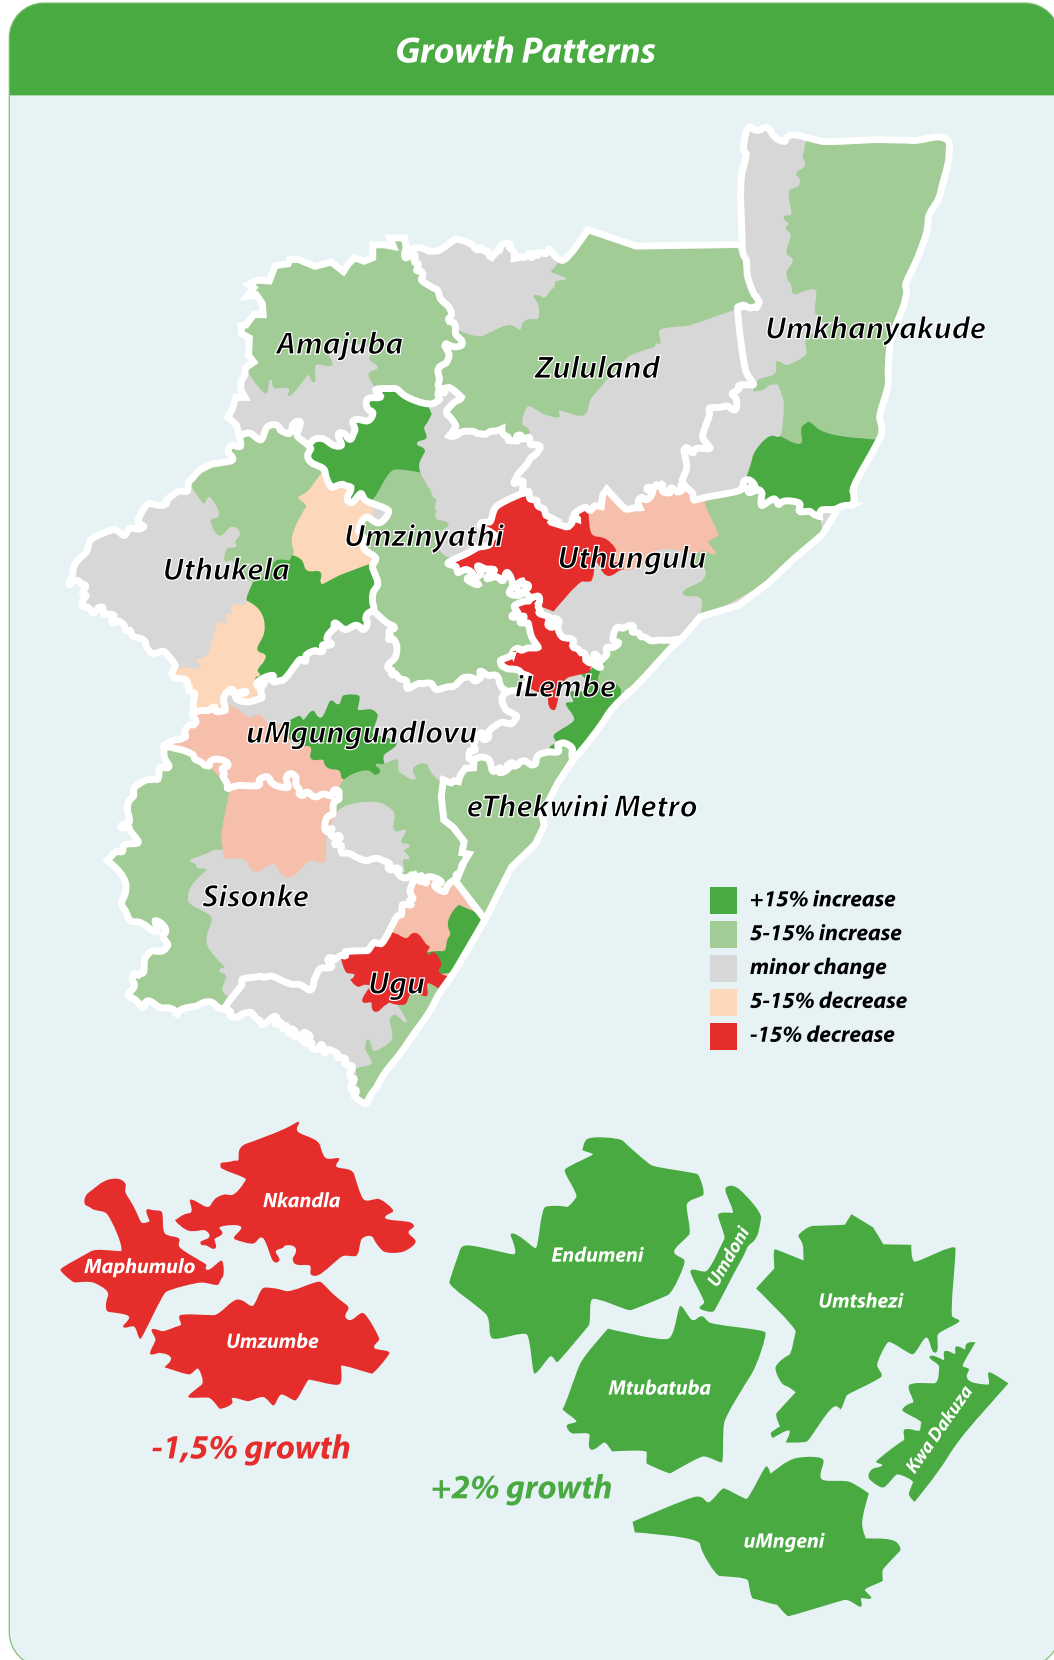 Growth Patterns
Umkhanyakude
Amajuba
Zululand
Umzinyathi
Uthungulu
Uthukela
iLembe
uMgungundlovu
eThekwini Metro
Sisonke
Ugu
+15% increase
5-15% increase
minor change
5-15% decrease
-15% decrease
Nkandla
Maphumulo
Umzumbe
-1,5% growth
Endumeni
Umdoni
Umtshezi
Mtubatuba
Kwa Dakuza
+2% growth
uMngeni